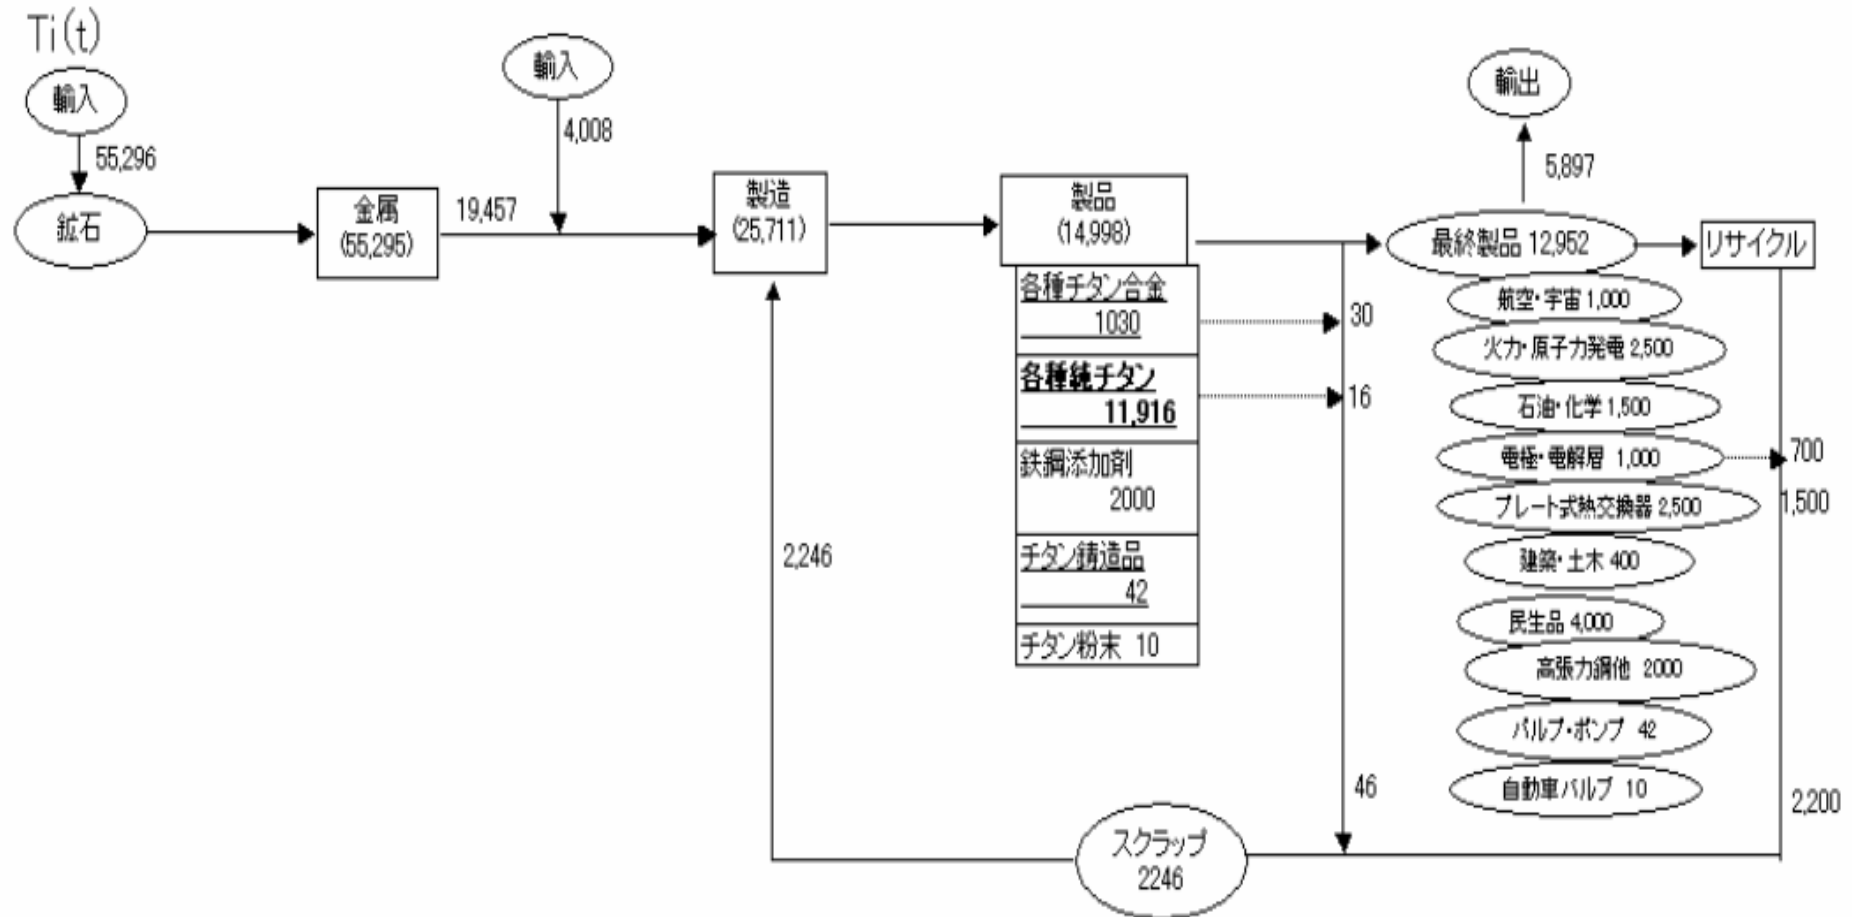 Ti(t)
輸入
55,296
鉱石
金属
(55,295)
19,457
輸入
4,008
製造
(25,711)
製品
(14,998)
各種チタン合金
1030
各種純チタン
11,916
鉄鋼添加剤
2000
チタン鋳造品
42
チタン粉末 10
30
16
46
輸出
5,897
最終製品 12,952
リサイクル
航空・宇宙 1,000
火力・原子力発電 2,500
石油・化学 1,500
電極・電解層 1,000
700
プレート式熱交換器 2,500
1,500
建築・土木 400
民生品 4,000
高張力鋼他 2000
バルブ・ポンプ 42
自動車バルブ 10
2,200
スクラップ
2246
2,246